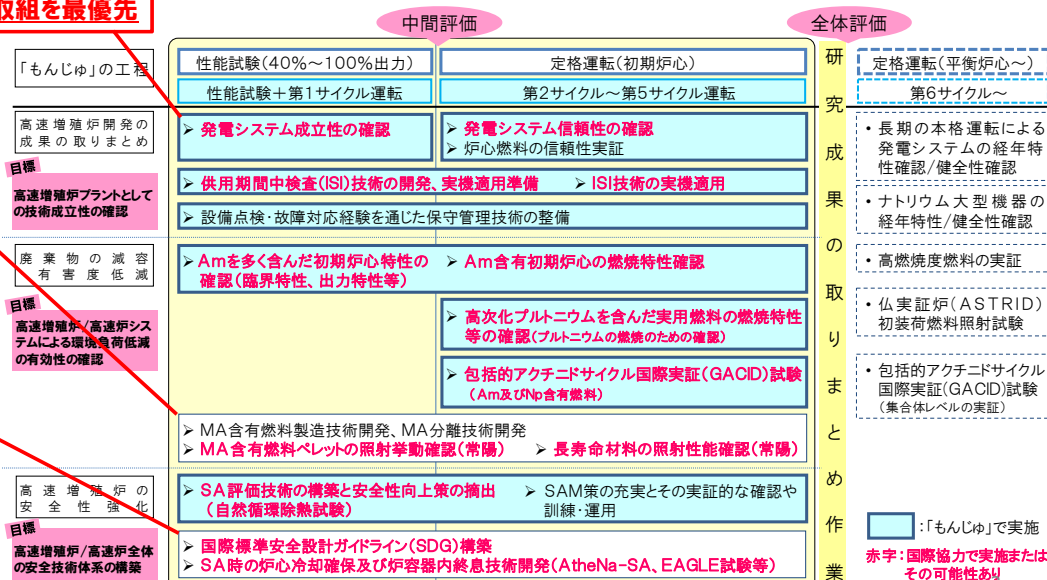 取組を最優先
中間評価
全体評価
「もんじゅ」の工程
性能試験(40%～100%出力)
定格運転(初期炉心)
定格運転(平衡炉心～)
性能試験+第1サイクル運転
第2サイクル～第5サイクル運転
第6サイクル～
研究成果のとりまとめ作業
高速増殖炉開発の
成果の取りまとめ
目標
高速増殖炉プラントとして
の技術成立性の確認
➢ 発電システム成立性の確認
➢ 発電システム信頼性の確認
➢ 炉心燃料の信頼性実証
➢ 供用期間中検査(ISI)技術の開発、実機適用準備
➢ ISI技術の実機適用
➢ 設備点検・故障対応経験を通じた保守管理技術の整備
・長期の本格運転による
発電システムの経年特
性確認/健全性確認
・ナトリウム大型機器の
経年特性/健全性確認
廃棄物の減容
有害度低減
目標
高速増殖炉/高速炉シス
テムによる環境負荷低減
の有効性の確認
➢ Amを多く含んだ初期炉心特性の
確認(臨界特性、出力特性等)
➢ Am含有初期炉心の燃焼特性確認
➢ 高次化プルトニウムを含んだ実用燃料の燃焼特性
等の確認(プルトニウムの燃焼のための確認)
➢ 包括的アクチニドサイクル国際実証(GACID)試験
(Am及びNp含有燃料)
➢ MA含有燃料製造技術開発、MA分離技術開発
➢ MA含有燃料ペレットの照射挙動確認(常陽)
➢ 長寿命材料の照射性能確認(常陽)
・高燃焼度燃料の実証
・仏実証炉(ASTRID)
初装荷燃料照射試験
・包括的アクチニドサイクル
国際実証(GACID)試験
(集合体レベルの実証)
高速増殖炉の
安全性強化
目標
高速増殖炉/高速炉全体
の安全技術体系の構築
➢ SA評価技術の構築と安全性向上策の摘出
(自然循環除熱試験)
➢ SAM策の充実とその実証的な確認や
訓練・運用
➢ 国際標準安全設計ガイドライン(SDG)構築
➢ SA時の炉心冷却確保及び炉容器内終息技術開発(AtheNa-SA、EAGLE試験等)
:「もんじゅ」で実施
赤字:国際協力で実施または
その可能性あり